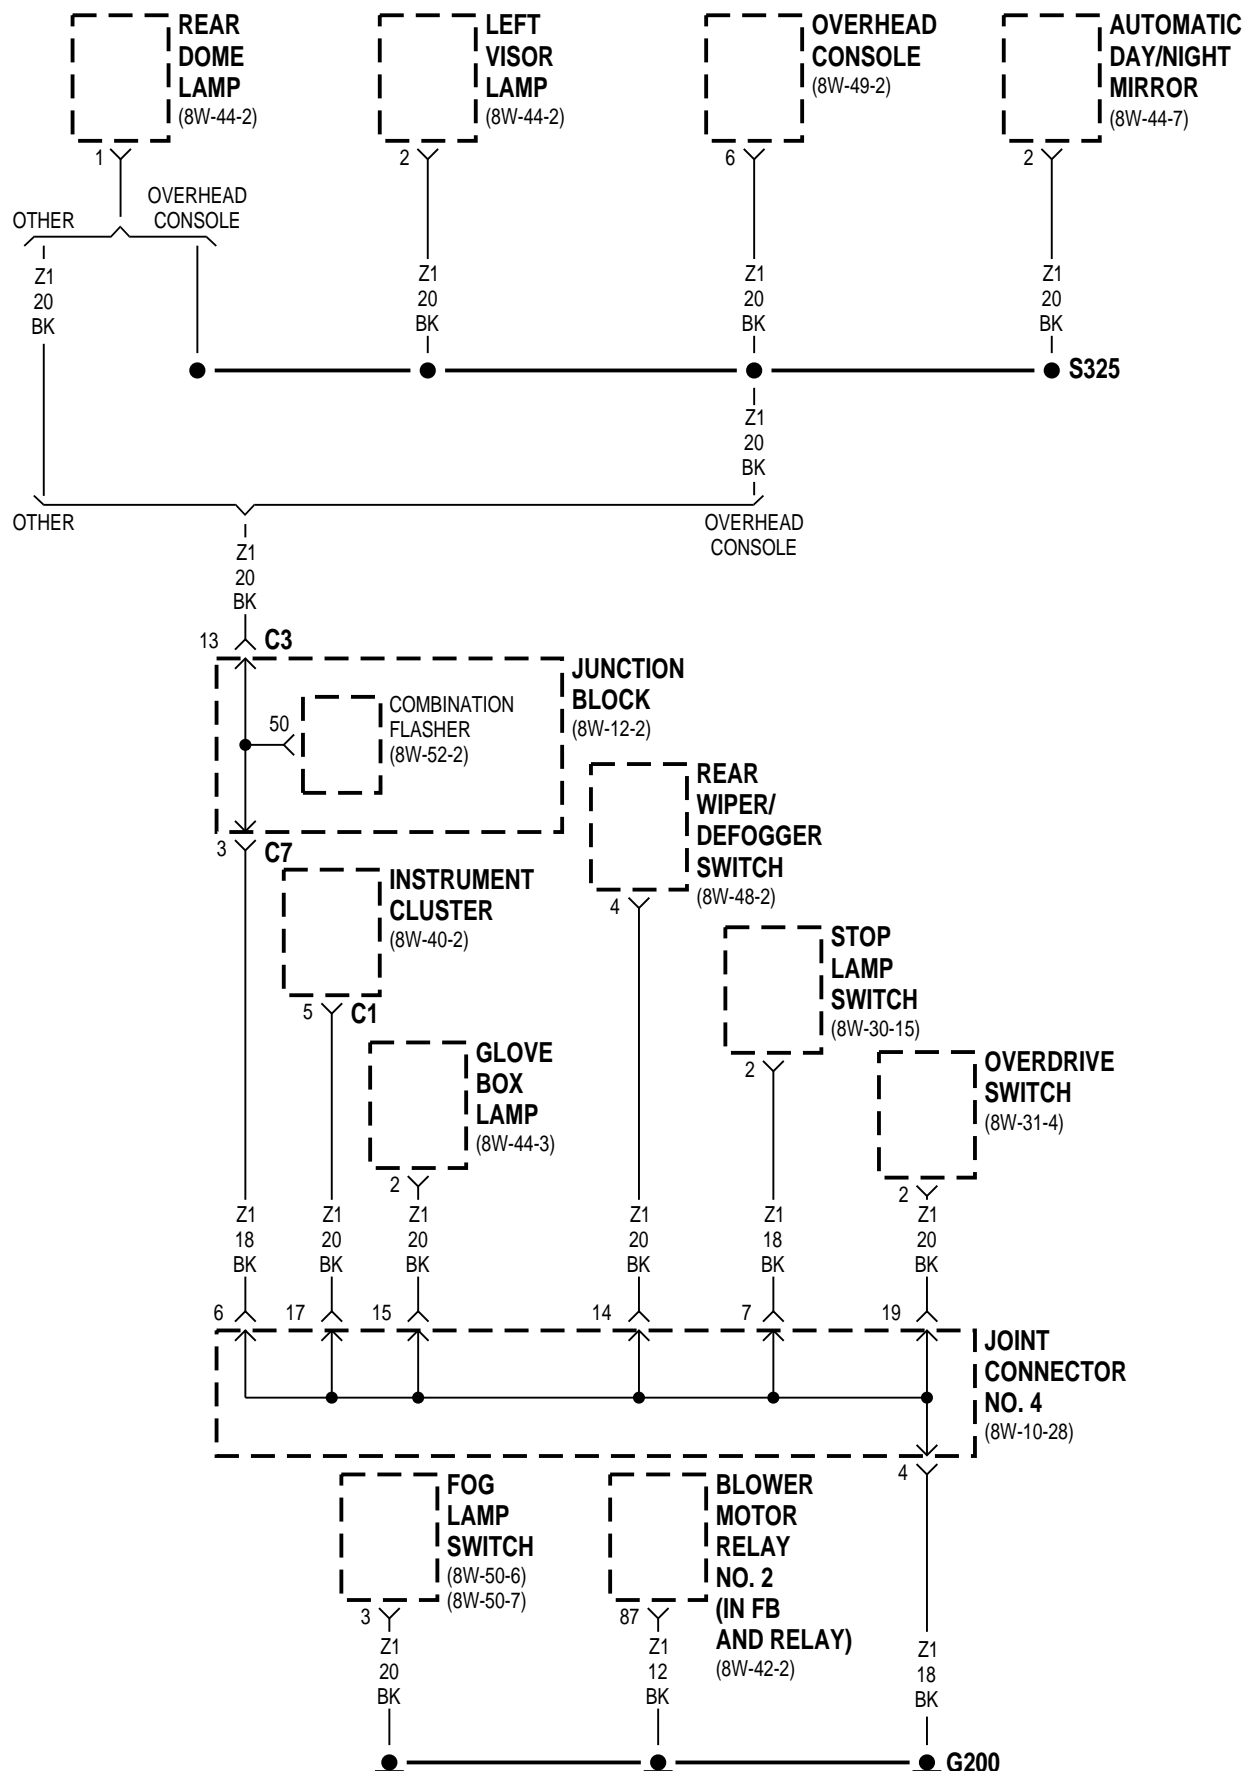 REAR
DOME
LAMP
(8W-44-2)
1
LEFT
VISOR
LAMP
(8W-44-2)
2
OVERHEAD
CONSOLE
(8W-49-2)
6
AUTOMATIC
DAY/NIGHT
MIRROR
(8W-44-7)
2
OTHER
OVERHEAD
CONSOLE
Z1
20
BK
Z1
20
BK
Z1
20
BK
Z1
20
BK
S325
Z1
20
BK
OTHER
OVERHEAD
CONSOLE
Z1
20
BK
13
C3
JUNCTION
BLOCK
(8W-12-2)
50
COMBINATION
FLASHER
(8W-52-2)
3
C7
REAR
WIPER/
DEFOGGER
SWITCH
(8W-48-2)
4
INSTRUMENT
CLUSTER
(8W-40-2)
5
C1
STOP
LAMP
SWITCH
(8W-30-15)
2
GLOVE
BOX
LAMP
(8W-44-3)
2
OVERDRIVE
SWITCH
(8W-31-4)
2
Z1
18
BK
Z1
20
BK
Z1
20
BK
Z1
20
BK
Z1
18
BK
Z1
20
BK
6
17
15
14
7
19
JOINT
CONNECTOR
NO. 4
(8W-10-28)
4
FOG
LAMP
SWITCH
(8W-50-6)
(8W-50-7)
3
BLOWER
MOTOR
RELAY
NO. 2
(IN FB
AND RELAY)
(8W-42-2)
87
Z1
20
BK
Z1
12
BK
Z1
18
BK
G200